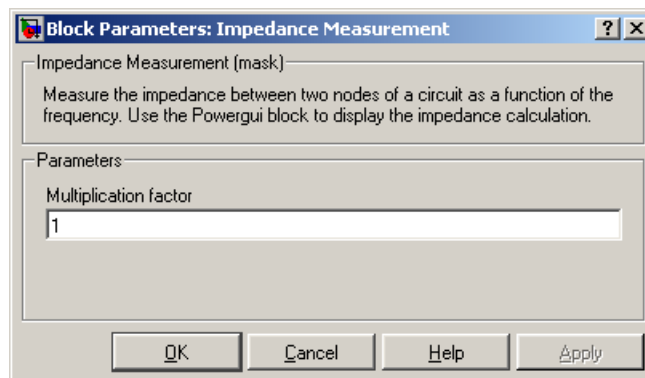 Block Parameters: Impedance Measurement
Impedance Measurement (mask)
Measure the impedance between two nodes of a circuit as a function of the
frequency. Use the Powergui block to display the impedance calculation.
Parameters
Multiplication factor
1
OK Cancel Help Apply